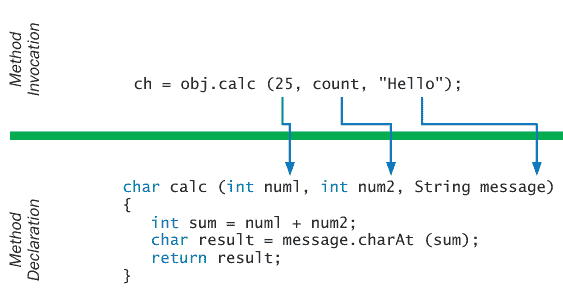 Method
Invocation
ch = obj.calc (25, count, "Hello");
Method
Declaration
char calc (int num1, int num2, String message)
{
int sum = num1 + num2;
char result = message.charAt (sum);
return result;
}